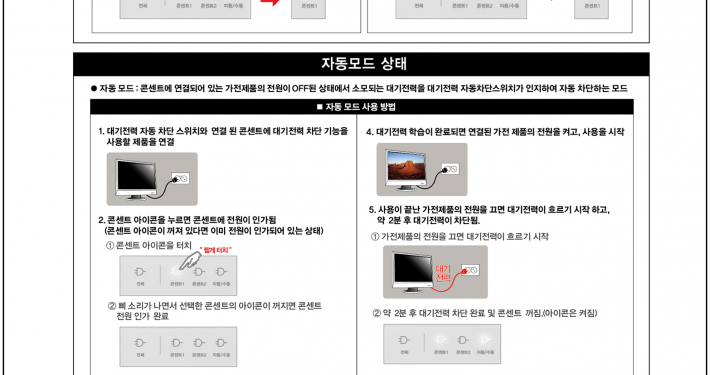 전체 콘센트1 콘센트2 자동/수동 콘센트1
전체 콘센트1 콘센트2 자동/수동 콘센트1
자동모드 상태
● 자동 모드 : 콘센트에 연결되어 있는 가전제품의 전원이 OFF된 상태에서 소모되는 대기전력을 대기전력 자동차단스위치가 인지하여 자동 차단하는 모드
■ 자동 모드 사용 방법
1. 대기전력 자동 차단 스위치와 연결 된 콘센트에 대기전력 차단 기능을
사용할 제품을 연결
2. 콘센트 아이콘을 누르면 콘센트에 전원이 인가됨
(콘센트 아이콘이 꺼져 있다면 이미 전원이 인가되어 있는 상태)
① 콘센트 아이콘을 터치
"짧게 터치"
전체 콘센트1 콘센트2 자동/수동
② 삐 소리가 나면서 선택한 콘센트의 아이콘이 꺼지면 콘센트
전원 인가 완료
전체 콘센트1 콘센트2 자동/수동
4. 대기전력 학습이 완료되면 연결된 가전 제품의 전원을 켜고, 사용을 시작
5. 사용이 끝난 가전제품의 전원을 끄면 대기전력이 흐르기 시작 하고,
약 2분 후 대기전력이 차단됨.
① 가전제품의 전원을 끄면 대기전력이 흐르기 시작
대기
전력
② 약 2분 후 대기전력 차단 완료 및 콘센트 꺼짐.(아이콘은 켜짐)
전체 콘센트1 콘센트2 자동/수동